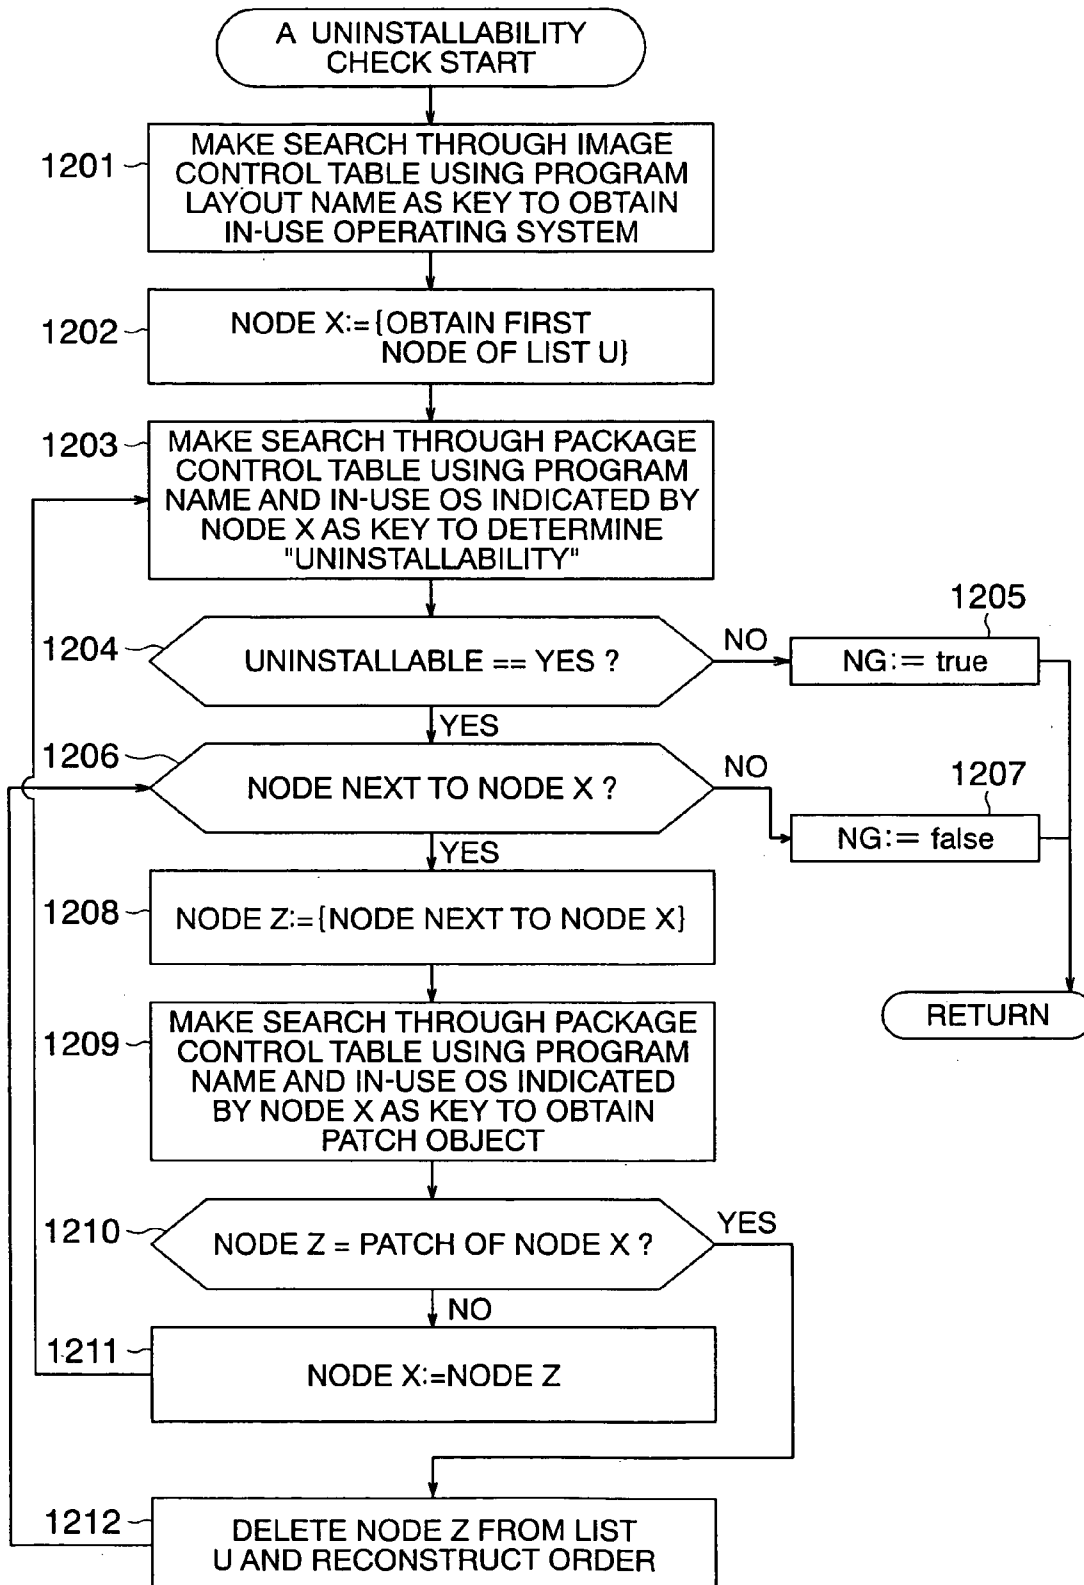 A UNINSTALLABILITY
CHECK START
1201
MAKE SEARCH THROUGH IMAGE
CONTROL TABLE USING PROGRAM
LAYOUT NAME AS KEY TO OBTAIN
IN-USE OPERATING SYSTEM
1202
NODE X:={OBTAIN FIRST
NODE OF LIST U}
1203
MAKE SEARCH THROUGH PACKAGE
CONTROL TABLE USING PROGRAM
NAME AND IN-USE OS INDICATED BY
NODE X AS KEY TO DETERMINE
"UNINSTALLABILITY"
1204
UNINSTALLABLE == YES ?
NO
1205
NG:= true
YES
1206
NODE NEXT TO NODE X ?
NO
1207
NG:= false
YES
1208
NODE Z:={NODE NEXT TO NODE X}
1209
MAKE SEARCH THROUGH PACKAGE
CONTROL TABLE USING PROGRAM
NAME AND IN-USE OS INDICATED
BY NODE X AS KEY TO OBTAIN
PATCH OBJECT
RETURN
1210
NODE Z = PATCH OF NODE X ?
YES
NO
1211
NODE X:=NODE Z
1212
DELETE NODE Z FROM LIST
U AND RECONSTRUCT ORDER